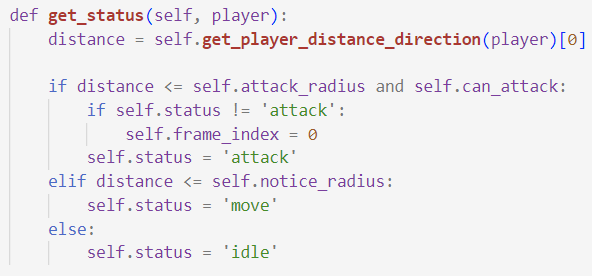 def get_status(self, player):
    distance = self.get_player_distance_direction(player)[0]

    if distance <= self.attack_radius and self.can_attack:
        if self.status != 'attack':
            self.frame_index = 0
        self.status = 'attack'
    elif distance <= self.notice_radius:
        self.status = 'move'
    else:
        self.status = 'idle'